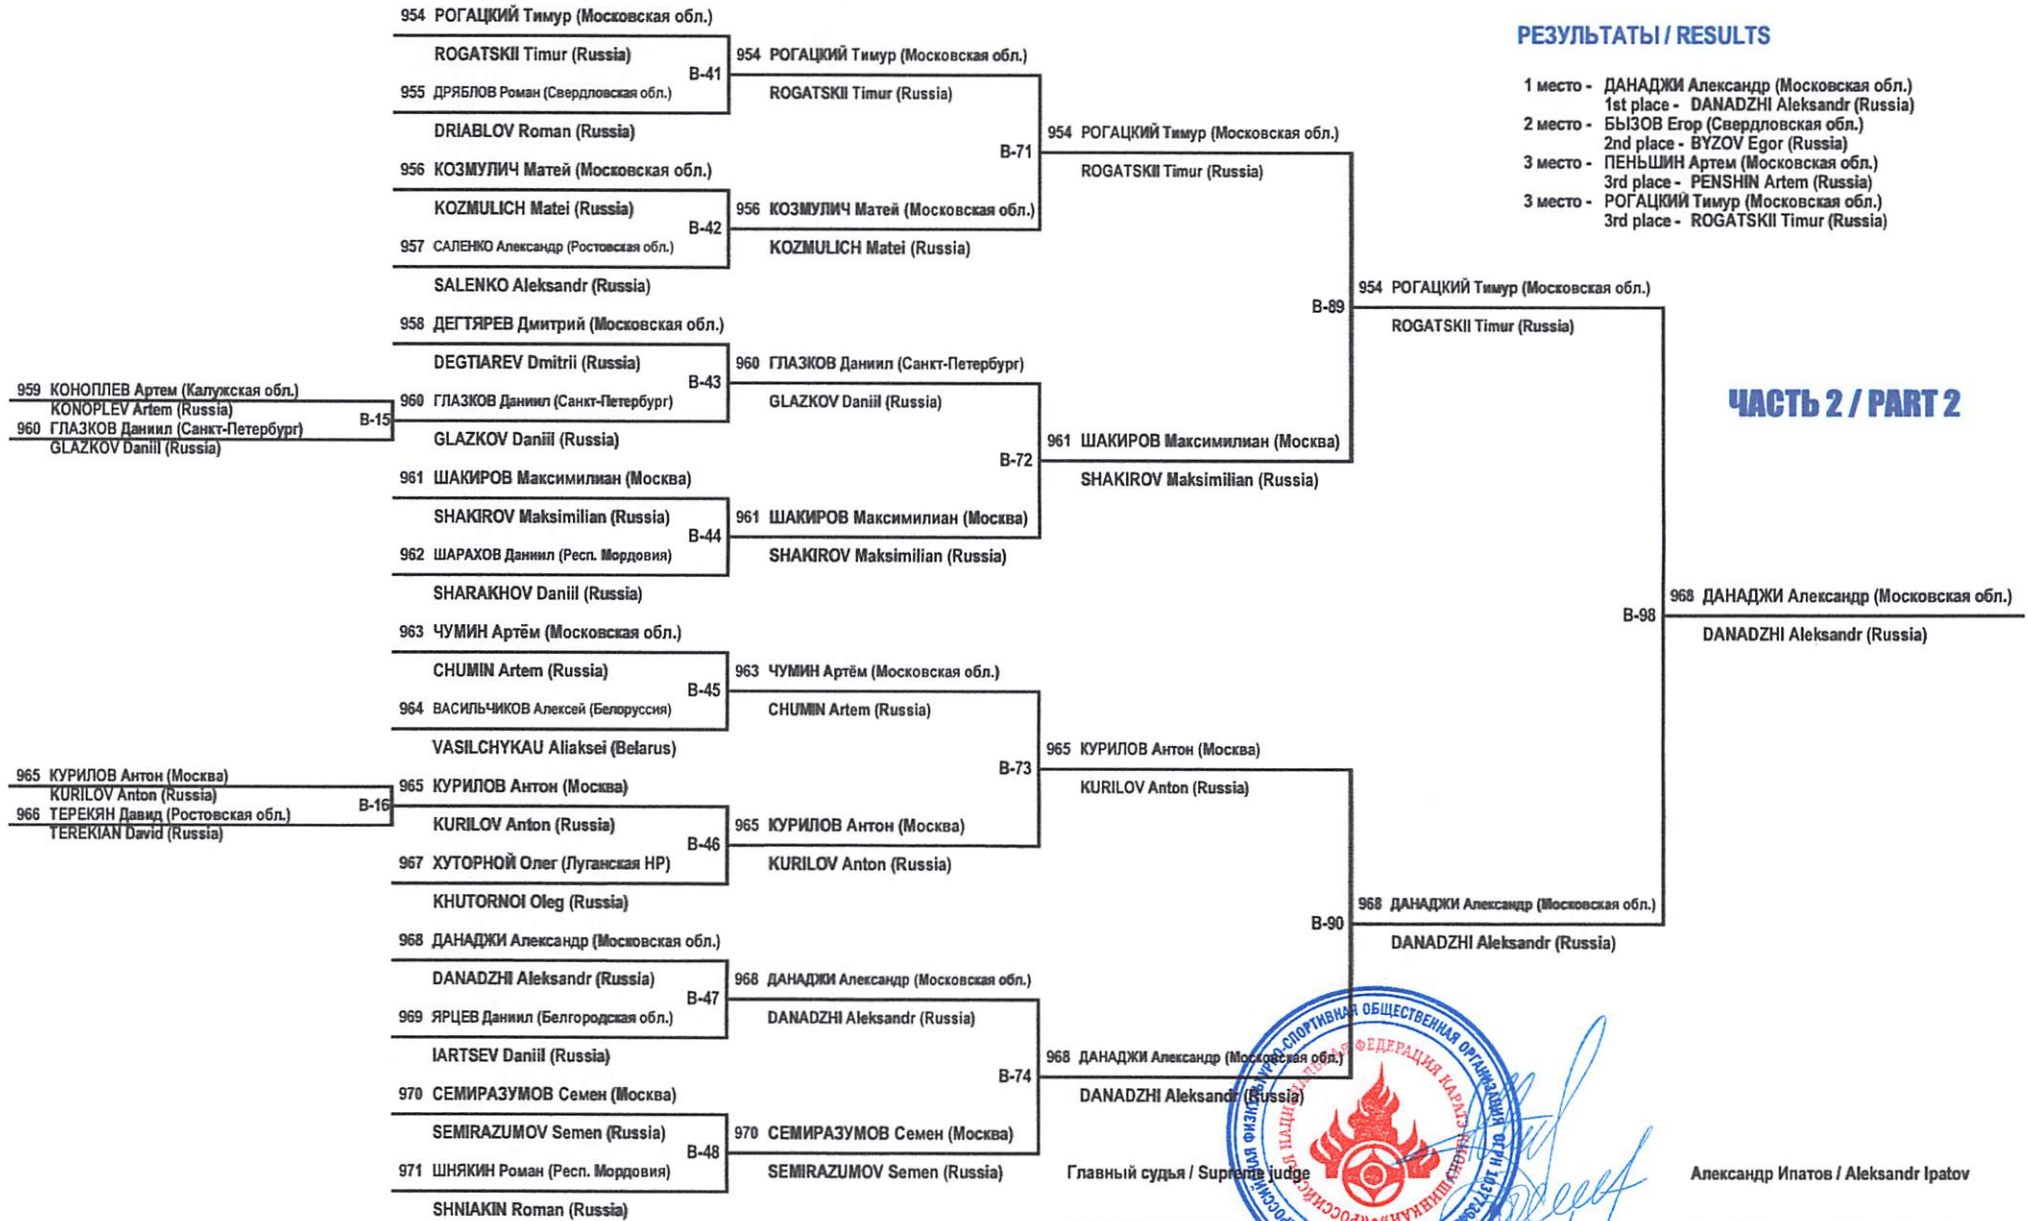 954 РОГАЦКИЙ Тимур (Московская обл.)
ROGATSKII Timur (Russia)
B-41
955 ДРЯБЛОВ Роман (Свердловская обл.)
DRIABLOV Roman (Russia)
956 КОЗМУЛИЧ Матей (Московская обл.)
KOZMULICH Matei (Russia)
B-42
957 САЛЕНКО Александр (Ростовская обл.)
SALENKO Aleksandr (Russia)
958 ДЕГТЯРЕВ Дмитрий (Московская обл.)
DEGTIAREV Dmitrii (Russia)
B-43
959 КОНОПЛЕВ Артем (Калужская обл.)
KONOPLEV Artem (Russia)
B-15
960 ГЛАЗКОВ Даниил (Санкт-Петербург)
GLAZKOV Daniil (Russia)
960 ГЛАЗКОВ Даниил (Санкт-Петербург)
GLAZKOV Daniil (Russia)
961 ШАКИРОВ Максимилиан (Москва)
SHAKIROV Maksimilian (Russia)
B-44
962 ШАРАХОВ Даниил (Респ. Мордовия)
SHARAKHOV Daniil (Russia)
963 ЧУМИН Артём (Московская обл.)
CHUMIN Artem (Russia)
B-45
964 ВАСИЛЬЧИКОВ Алексей (Белоруссия)
VASILCHYKAU Aliaksei (Belarus)
965 КУРИЛОВ Антон (Москва)
KURILOV Anton (Russia)
B-16
966 ТЕРЕКЯН Давид (Ростовская обл.)
TEREKIAN David (Russia)
965 КУРИЛОВ Антон (Москва)
KURILOV Anton (Russia)
B-46
967 ХУТОРНОЙ Олег (Луганская НР)
KHUTORNOI Oleg (Russia)
968 ДАНАДЖИ Александр (Московская обл.)
DANADZHI Aleksandr (Russia)
B-47
969 ЯРЦЕВ Даниил (Белгородская обл.)
IARTSEV Daniil (Russia)
970 СЕМИРАЗУМОВ Семен (Москва)
SEMIRAZUMOV Semen (Russia)
B-48
971 ШНЯКИН Роман (Респ. Мордовия)
SHNIAKIN Roman (Russia)
954 РОГАЦКИЙ Тимур (Московская обл.)
ROGATSKII Timur (Russia)
B-71
956 КОЗМУЛИЧ Матей (Московская обл.)
KOZMULICH Matei (Russia)
960 ГЛАЗКОВ Даниил (Санкт-Петербург)
GLAZKOV Daniil (Russia)
B-72
961 ШАКИРОВ Максимилиан (Москва)
SHAKIROV Maksimilian (Russia)
963 ЧУМИН Артём (Московская обл.)
CHUMIN Artem (Russia)
B-73
965 КУРИЛОВ Антон (Москва)
KURILOV Anton (Russia)
968 ДАНАДЖИ Александр (Московская обл.)
DANADZHI Aleksandr (Russia)
B-74
970 СЕМИРАЗУМОВ Семен (Москва)
SEMIRAZUMOV Semen (Russia)
954 РОГАЦКИЙ Тимур (Московская обл.)
ROGATSKII Timur (Russia)
B-89
961 ШАКИРОВ Максимилиан (Москва)
SHAKIROV Maksimilian (Russia)
965 КУРИЛОВ Антон (Москва)
KURILOV Anton (Russia)
B-90
968 ДАНАДЖИ Александр (Московская обл.)
DANADZHI Aleksandr (Russia)
954 РОГАЦКИЙ Тимур (Московская обл.)
ROGATSKII Timur (Russia)
B-98
968 ДАНАДЖИ Александр (Московская обл.)
DANADZHI Aleksandr (Russia)
968 ДАНАДЖИ Александр (Московская обл.)
DANADZHI Aleksandr (Russia)
РЕЗУЛЬТАТЫ / RESULTS
1 место - ДАНАДЖИ Александр (Московская обл.)
1st place - DANADZHI Aleksandr (Russia)
2 место - БЫЗОВ Егор (Свердловская обл.)
2nd place - BYZOV Egor (Russia)
3 место - ПЕНЬШИН Артем (Московская обл.)
3rd place - PENSHIN Artem (Russia)
3 место - РОГАЦКИЙ Тимур (Московская обл.)
3rd place - ROGATSKII Timur (Russia)
ЧАСТЬ 2 / PART 2
ФИЗКУЛЬТУРНО-СПОРТИВНАЯ ОБЩЕСТВЕННАЯ ОРГАНИЗАЦИЯ ОГРН
НАЦИОНАЛЬНАЯ ФЕДЕРАЦИЯ КАРАТЭ КИОКУШИНКАЙ
Главный судья / Supreme judge
Александр Ипатов / Aleksandr Ipatov